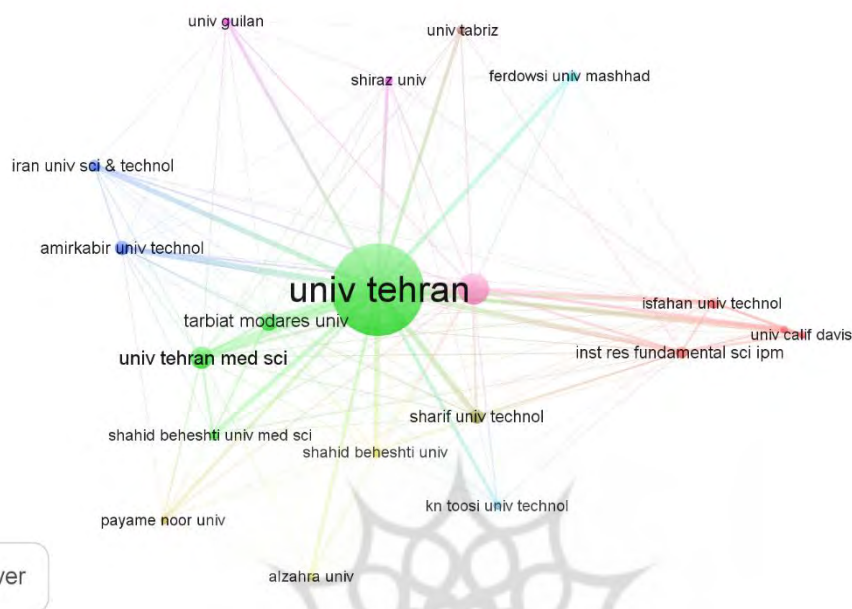 univ guilan
univ tabriz
shiraz univ
ferdowsi univ mashhad
iran univ sci & technol
amirkabir univ technol
univ tehran
isfahan univ technol
tarbiat modares univ
univ calif davis
univ tehran med sci
inst res fundamental sci ipm
sharif univ technol
shahid beheshti univ med sci
shahid beheshti univ
kn toosi univ technol
payame noor univ
alzahra univ